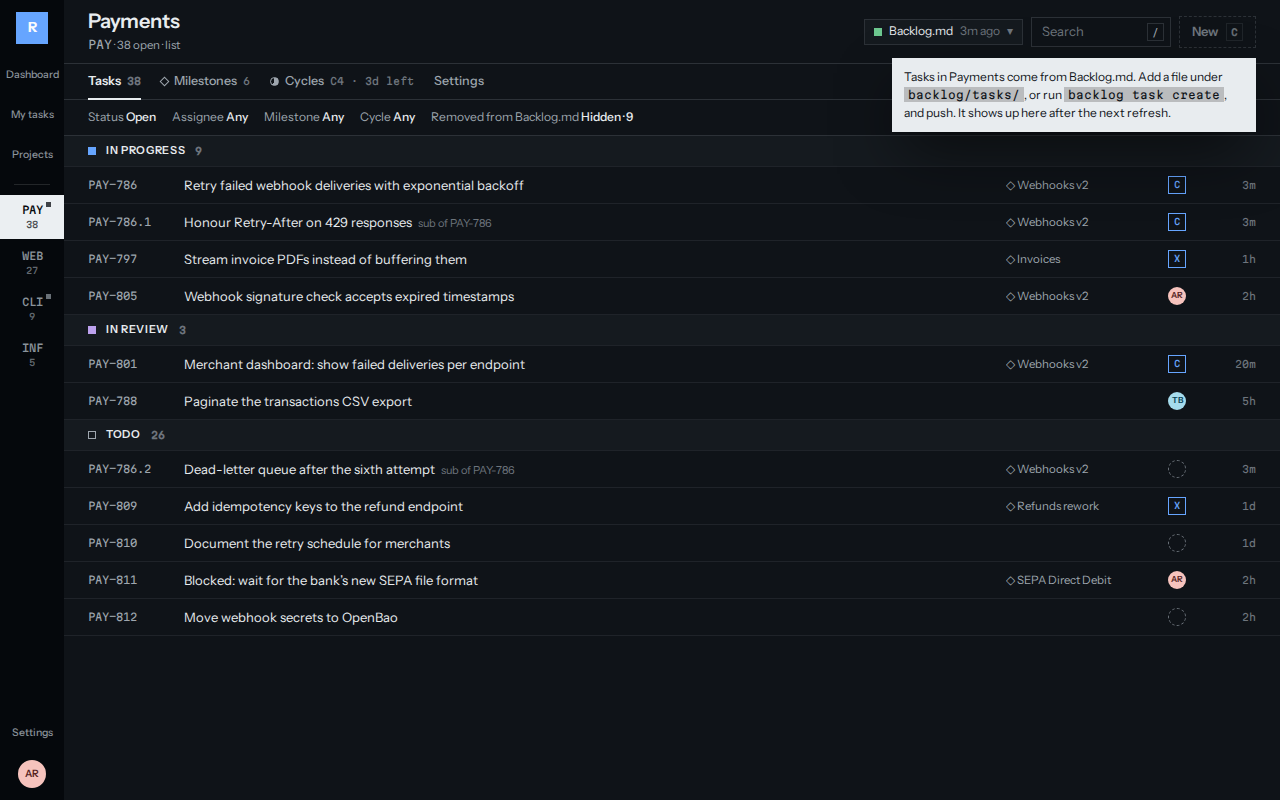 R
Payments
PAY·38 open·list
Backlog.md 3m ago ▾
Search /
New C
Dashboard
My tasks
Projects
PAY
38
WEB
27
CLI
9
INF
5
Settings
AR
Tasks 38 Milestones 6 Cycles C4 · 3d left Settings
Tasks in Payments come from Backlog.md. Add a file under
backlog/tasks/, or run backlog task create,
and push. It shows up here after the next refresh.
Status Open Assignee Any Milestone Any Cycle Any Removed from Backlog.md Hidden·9
IN PROGRESS 9
PAY-786 Retry failed webhook deliveries with exponential backoff Webhooks v2 C 3m
PAY-786.1 Honour Retry-After on 429 responses sub of PAY-786 Webhooks v2 C 3m
PAY-797 Stream invoice PDFs instead of buffering them Invoices X 1h
PAY-805 Webhook signature check accepts expired timestamps Webhooks v2 AR 2h
IN REVIEW 3
PAY-801 Merchant dashboard: show failed deliveries per endpoint Webhooks v2 C 20m
PAY-788 Paginate the transactions CSV export TB 5h
TODO 26
PAY-786.2 Dead-letter queue after the sixth attempt sub of PAY-786 Webhooks v2 3m
PAY-809 Add idempotency keys to the refund endpoint Refunds rework X 1d
PAY-810 Document the retry schedule for merchants 1d
PAY-811 Blocked: wait for the bank’s new SEPA file format SEPA Direct Debit AR 2h
PAY-812 Move webhook secrets to OpenBao 2h